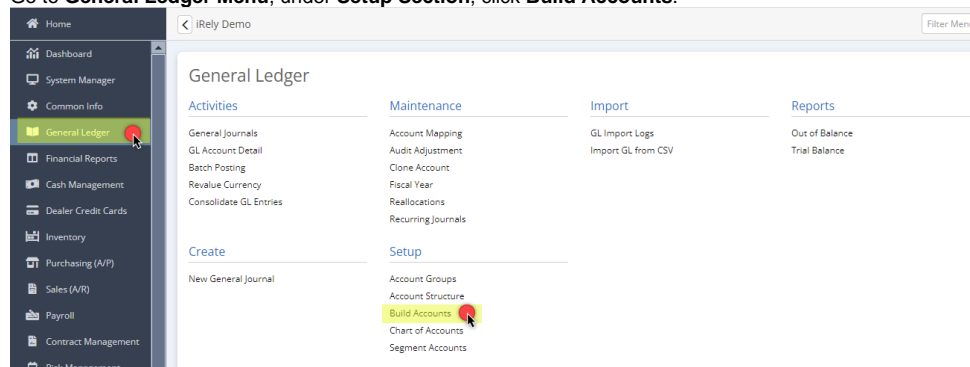 Go to General Ledger Menu, under Setup Section, click Build Accounts.
Home
iRely Demo
Filter Men
Dashboard
System Manager
Common Info
General Ledger
Financial Reports
Cash Management
Dealer Credit Cards
Inventory
Purchasing (A/P)
Sales (A/R)
Payroll
Contract Management
Risk Management
General Ledger
Activities
General Journals
GL Account Detail
Batch Posting
Revalue Currency
Consolidate GL Entries
Maintenance
Account Mapping
Audit Adjustment
Clone Account
Fiscal Year
Reallocations
Recurring Journals
Import
GL Import Logs
Import GL from CSV
Reports
Out of Balance
Trial Balance
Create
New General Journal
Setup
Account Groups
Account Structure
Build Accounts
Chart of Accounts
Segment Accounts